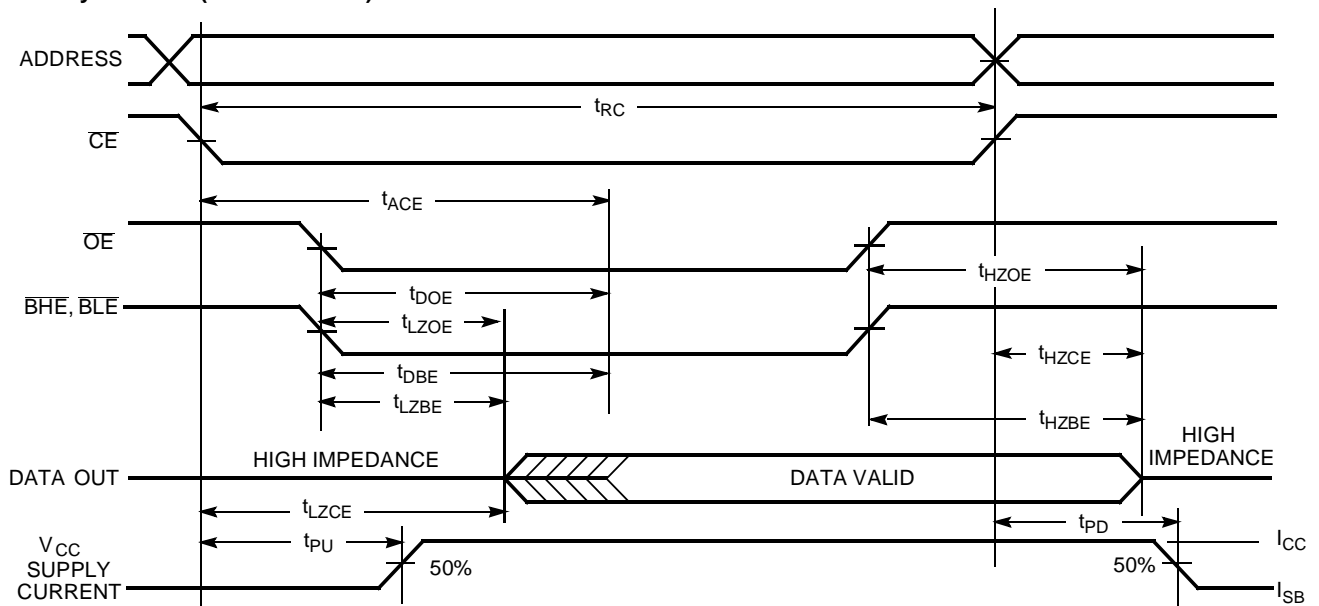 ADDRESS
tRC
CE
tACE
OE
tHZOE
tDOE
BHE, BLE
tLZOE
tHZCE
tDBE
tLZBE
tHZBE
HIGH IMPEDANCE
HIGH
IMPEDANCE
DATA OUT
DATA VALID
tLZCE
tPD
VCC
SUPPLY
CURRENT
tPU
50%
50%
ICC
ISB